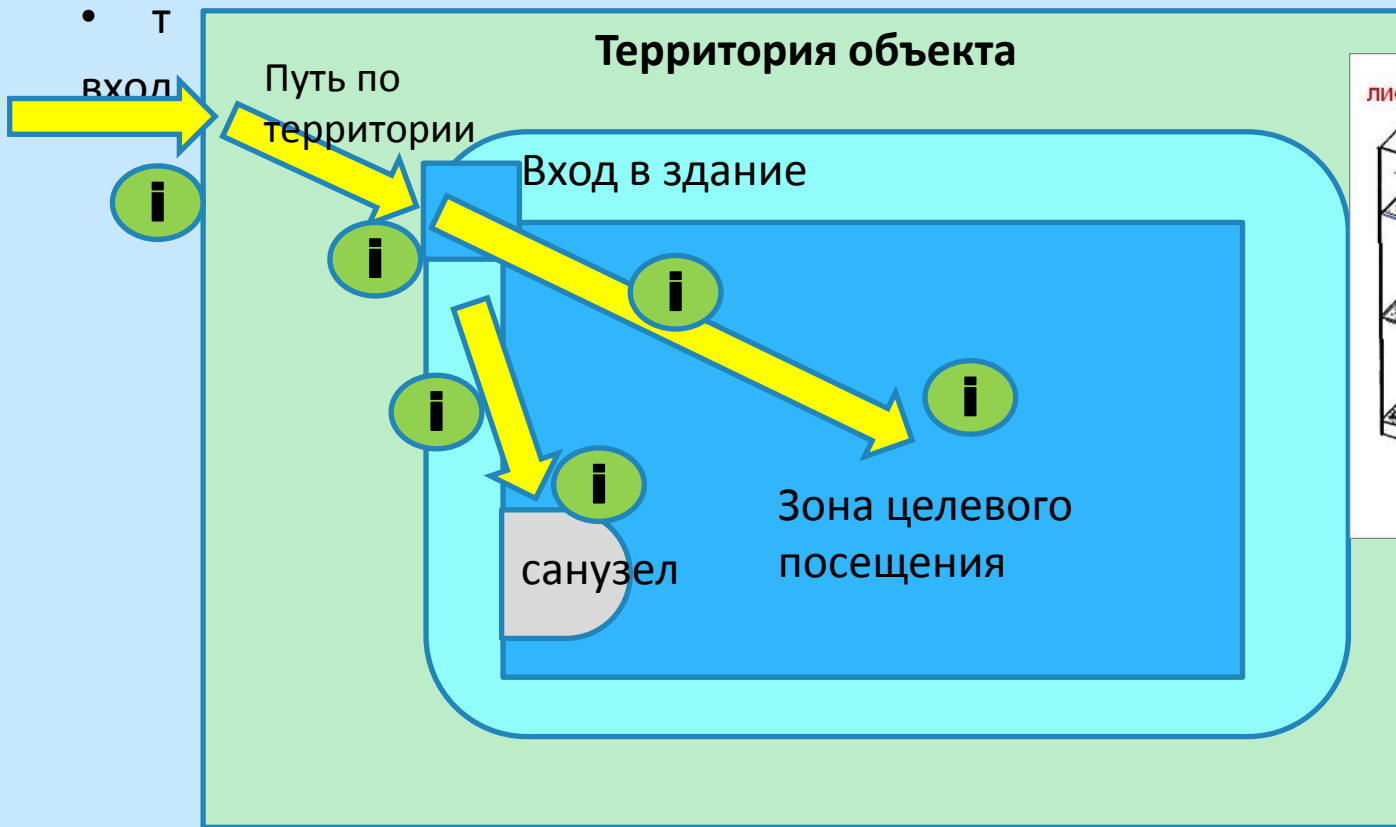 • т
Территория объекта
вход
Путь по
территории
Вход в здание
i
i
i
i
i
i
Зона целевого
посещения
санузел